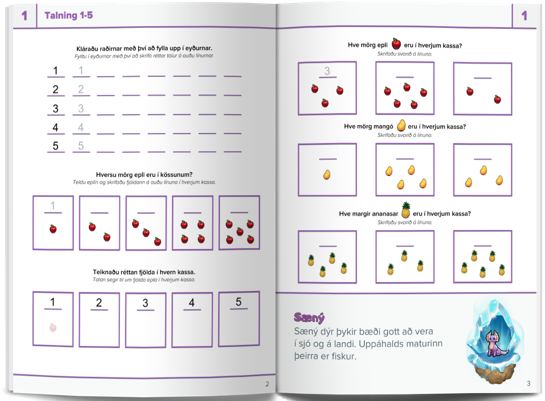 1 Talning 1-5
Kláraðu raðirnar með því að fylla upp í eyðurnar.
Fylltu í eyðurnar með því að skrifa réttar tölur á auðu línurnar.
1 1
2 2
3 3
4 4
5 5
Hversu mörg epli eru í kössunum?
Teldu eplin og skrifaðu fjöldann á auðu línuna í hverjum kassa.
1
Teiknaðu réttan fjölda í hvern kassa.
Talan segir til um fjölda epla í hverjum kassa.
1 2 3 4 5
2
1
Hve mörg epli eru í hverjum kassa?
Skrifaðu svarið á línuna.
3
Hve mörg mangó eru í hverjum kassa?
Skrifaðu svarið á línuna.
Hve margir ananasar eru í hverjum kassa?
Skrifaðu svarið á línuna.
Sæný
Sæný dýr þykir bæði gott að vera
í sjó og á landi. Uppáhalds maturinn
þeirra er fiskur.
3